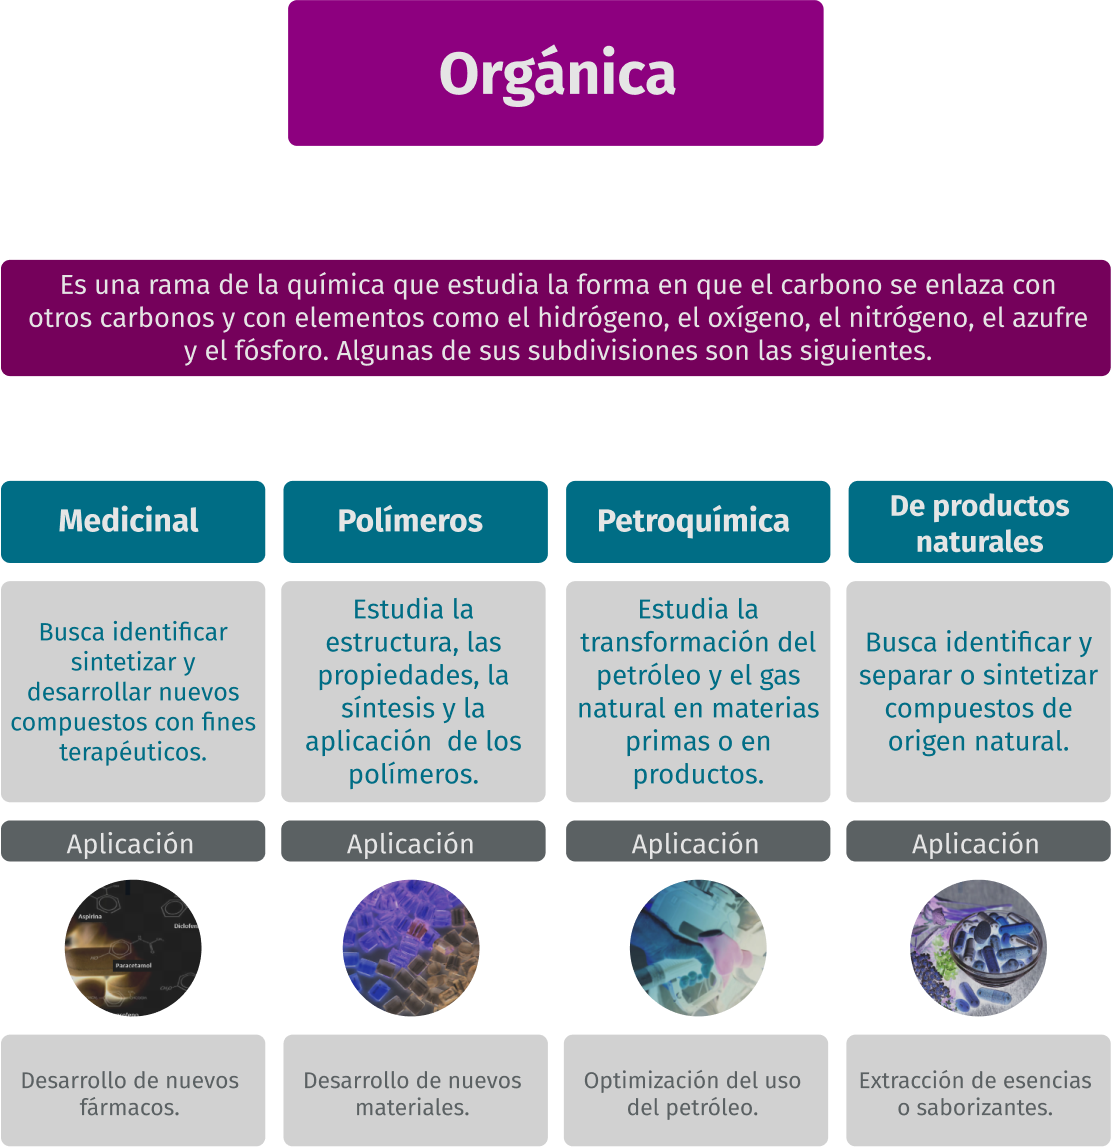 Orgánica
Es una rama de la química que estudia la forma en que el carbono se enlaza con
otros carbonos y con elementos como el hidrógeno, el oxígeno, el nitrógeno, el azufre
y el fósforo. Algunas de sus subdivisiones son las siguientes.
Medicinal
Busca identificar
sintetizar y
desarrollar nuevos
compuestos con fines
terapéuticos.
Aplicación
Aspirina
Paracetamol
Desarrollo de nuevos
fármacos.
Polímeros
Estudia la
estructura, las
propiedades, la
síntesis y la
aplicación  de los
polímeros.
Aplicación
Desarrollo de nuevos
materiales.
Petroquímica
Estudia la
transformación del
petróleo y el gas
natural en materias
primas o en
productos.
Aplicación
Optimización del uso
del petróleo.
De productos
naturales
Busca identificar y
separar o sintetizar
compuestos de
origen natural.
Aplicación
Extracción de esencias
o saborizantes.